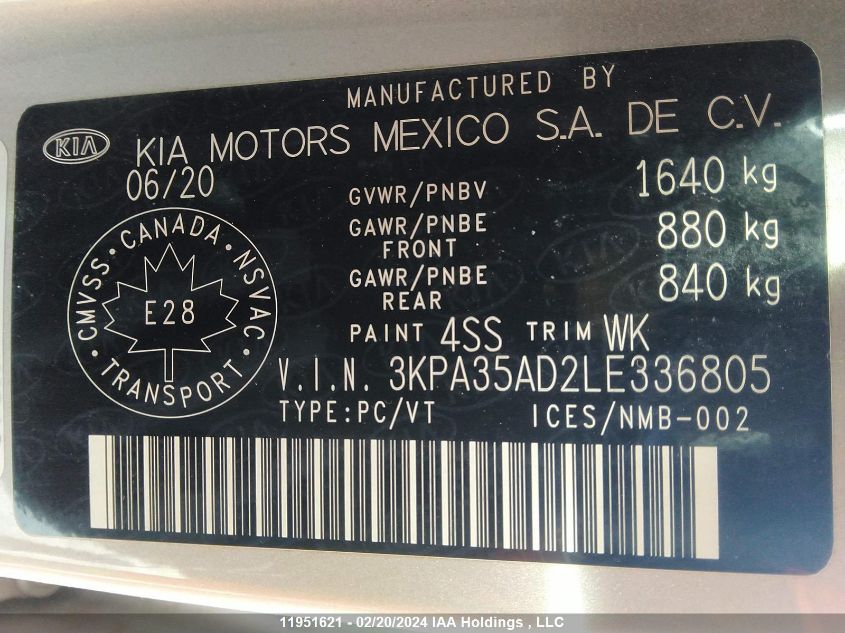 MANUFACTURED BY
KIA KIA MOTORS MEXICO S.A. DE C.V.
06/20
GVWR/PNBV 1640 kg
GAWR/PNBE FRONT 880 kg
GAWR/PNBE REAR 840 kg
CMVSS • CANADA • NSVAC • TRANSPORT •
E28
PAINT 4SS TRIM WK
V.I.N. 3KPA35AD2LE336805
TYPE:PC/VT ICES/NMB-002
11951621 - 02/20/2024 IAA Holdings , LLC